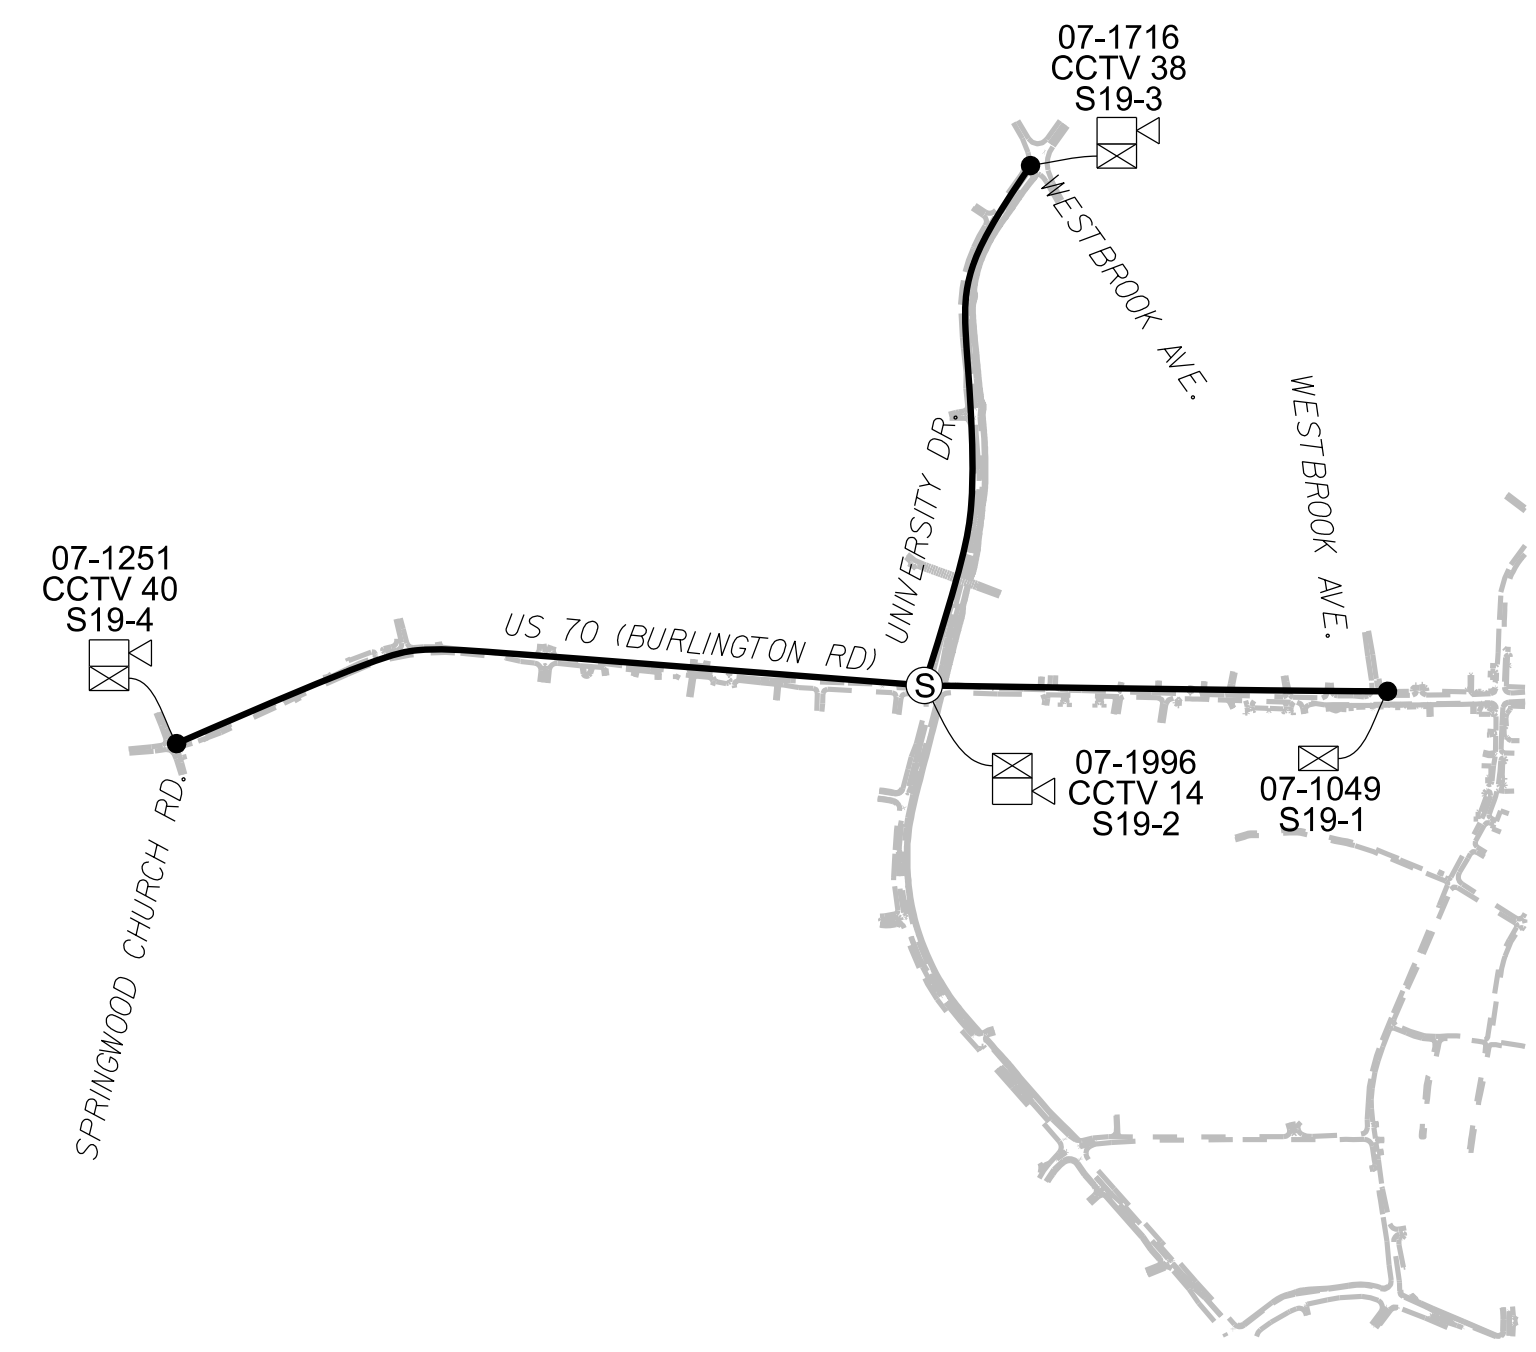 07-1716
CCTV 38
S19-3
WESTBROOK AVE.
WESTBROOK AVE.
UNIVERSITY DR.
07-1251
CCTV 40
S19-4
US 70 (BURLINGTON RD)
S
07-1996
CCTV 14
S19-2
07-1049
S19-1
SPRINGWOOD CHURCH RD.